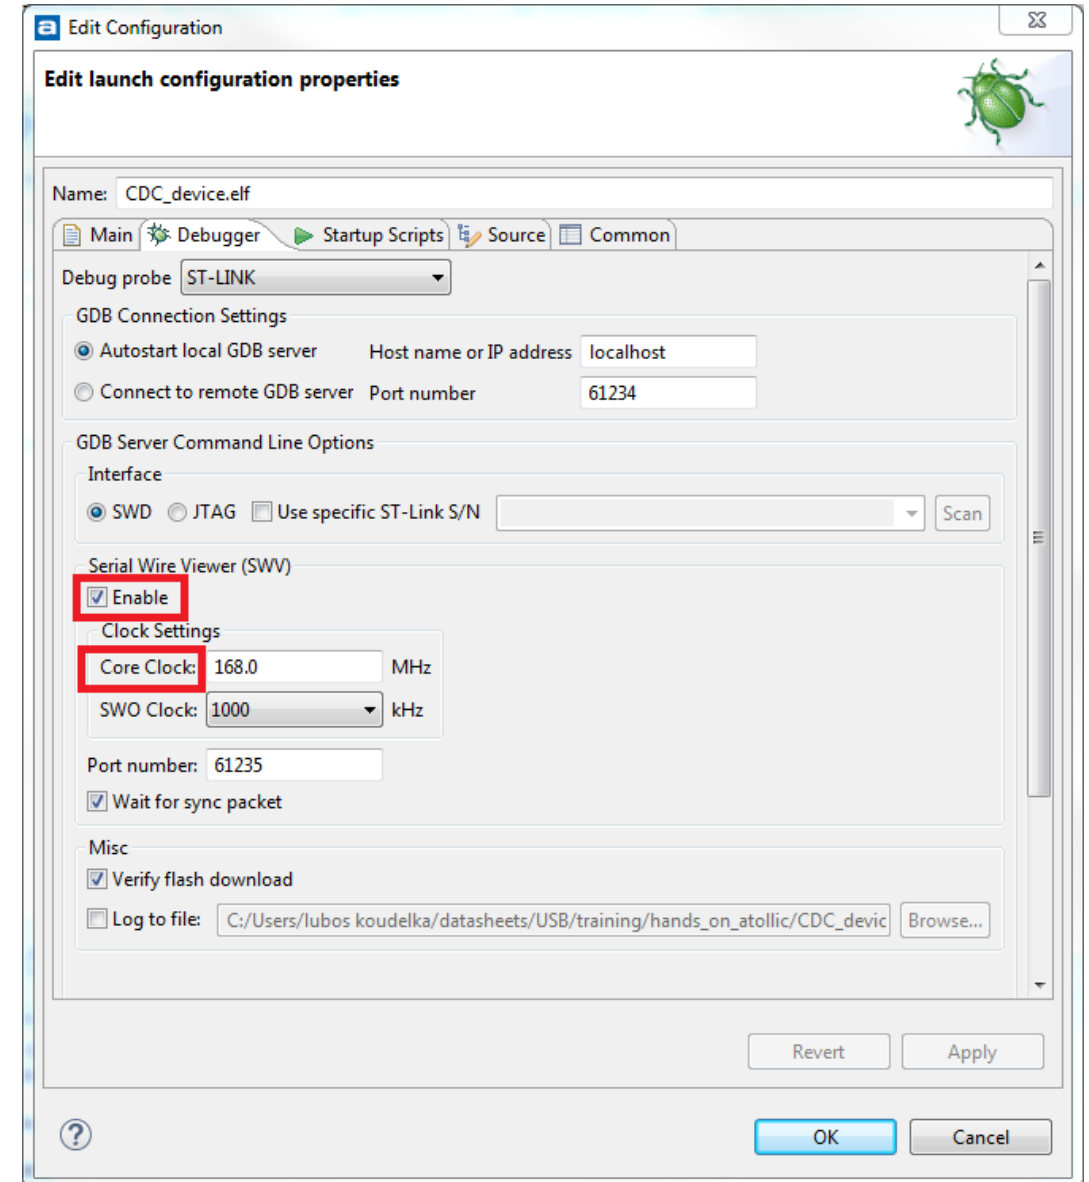 a Edit Configuration
Edit launch configuration properties
Name: CDC_device.elf
Main Debugger Startup Scripts Source Common
Debug probe ST-LINK
GDB Connection Settings
Autostart local GDB server Host name or IP address localhost
Connect to remote GDB server Port number 61234
GDB Server Command Line Options
Interface
SWD JTAG Use specific ST-Link S/N Scan
Serial Wire Viewer (SWV)
Enable
Clock Settings
Core Clock: 168.0 MHz
SWO Clock: 1000 kHz
Port number: 61235
Wait for sync packet
Misc
Verify flash download
Log to file: C:/Users/lubos koudelka/datasheets/USB/training/hands_on_atollic/CDC_devic Browse...
Revert Apply
? OK Cancel